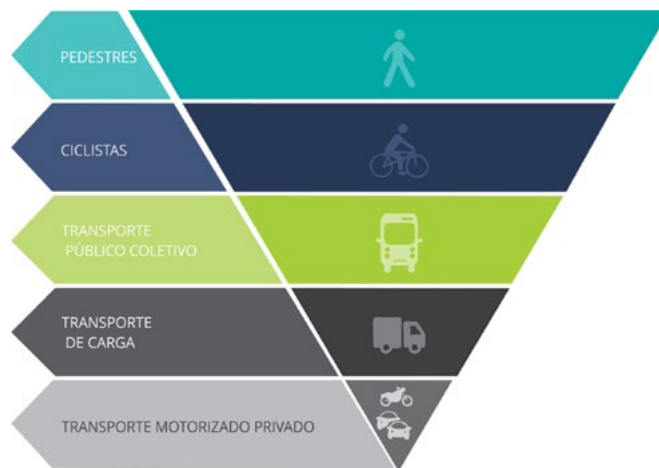 PEDESTRES
CICLISTAS
TRANSPORTE
PÚBLICO COLETIVO
TRANSPORTE
DE CARGA
TRANSPORTE MOTORIZADO PRIVADO